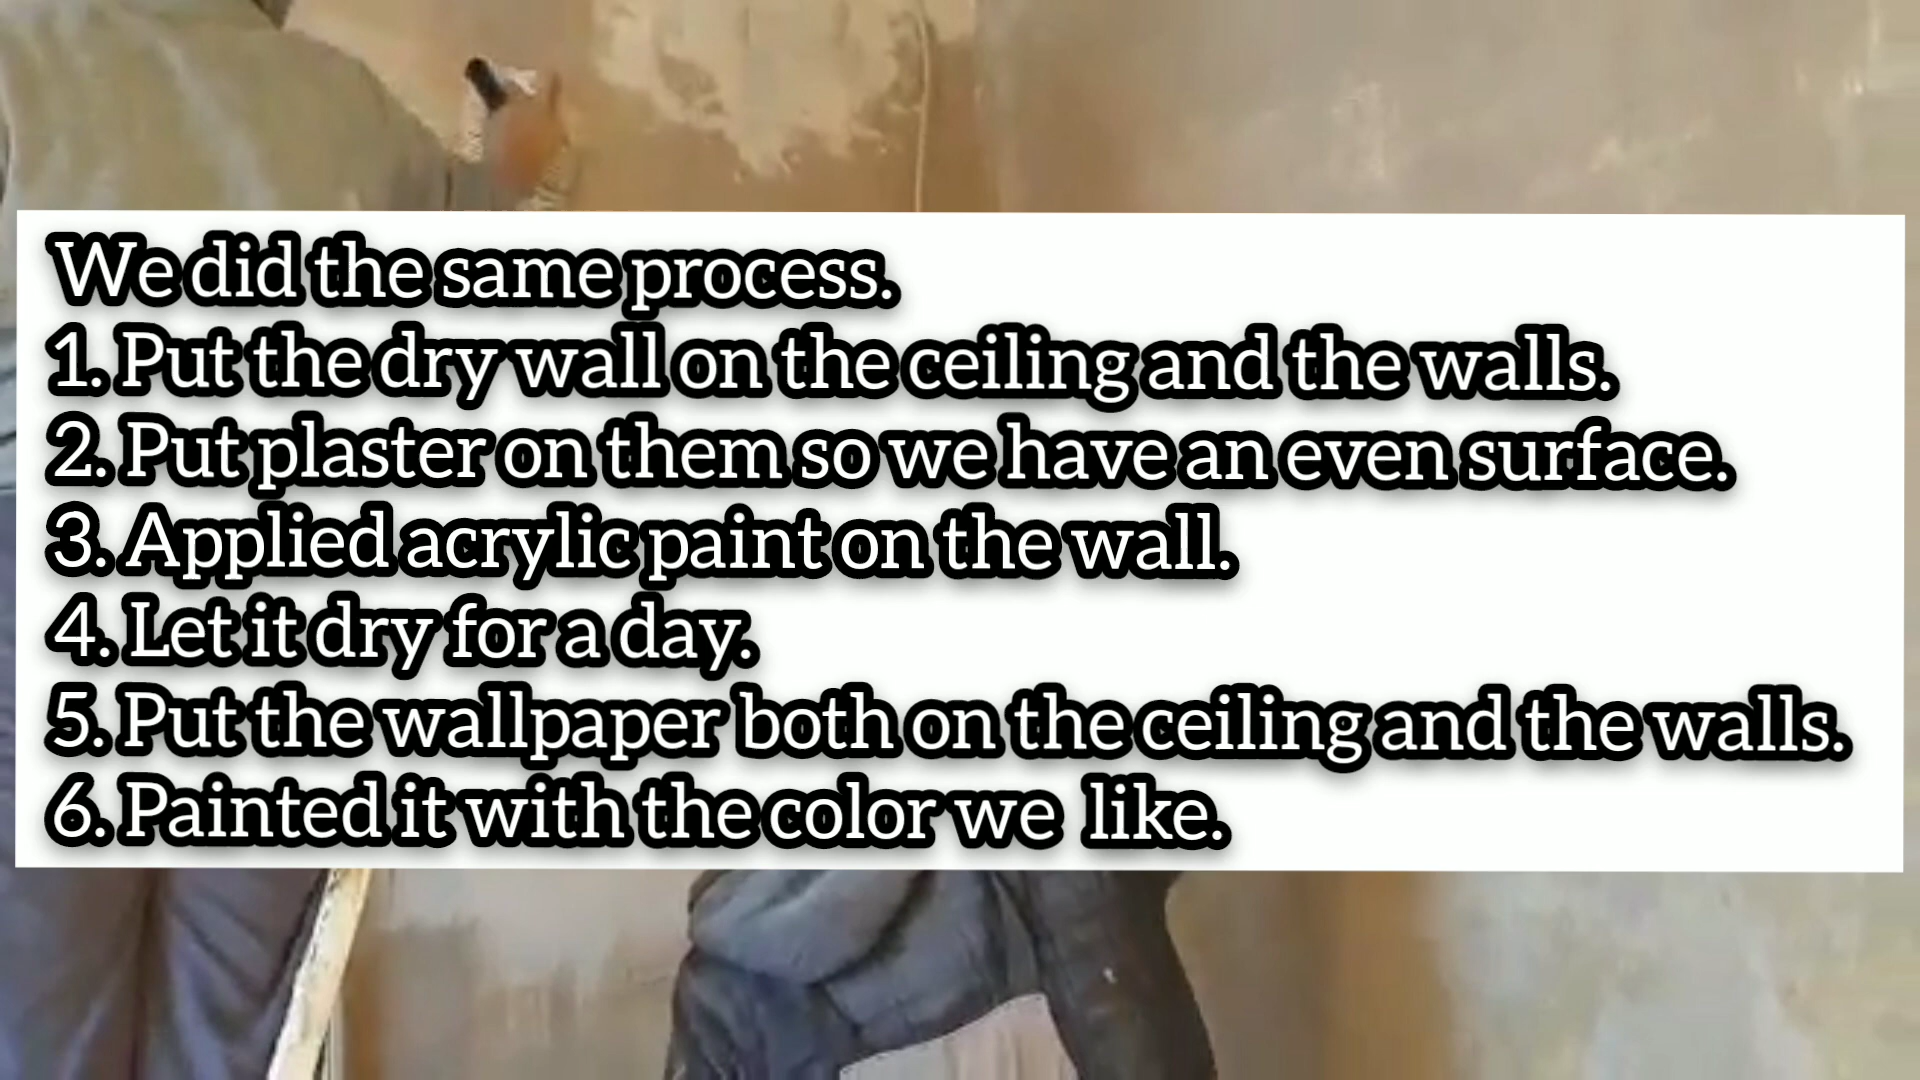 We did the same process.
1. Put the dry wall on the ceiling and the walls.
2. Put plaster on them so we have an even surface.
3. Applied acrylic paint on the wall.
4. Let it dry for a day.
5. Put the wallpaper both on the ceiling and the walls.
6. Painted it with the color we like.